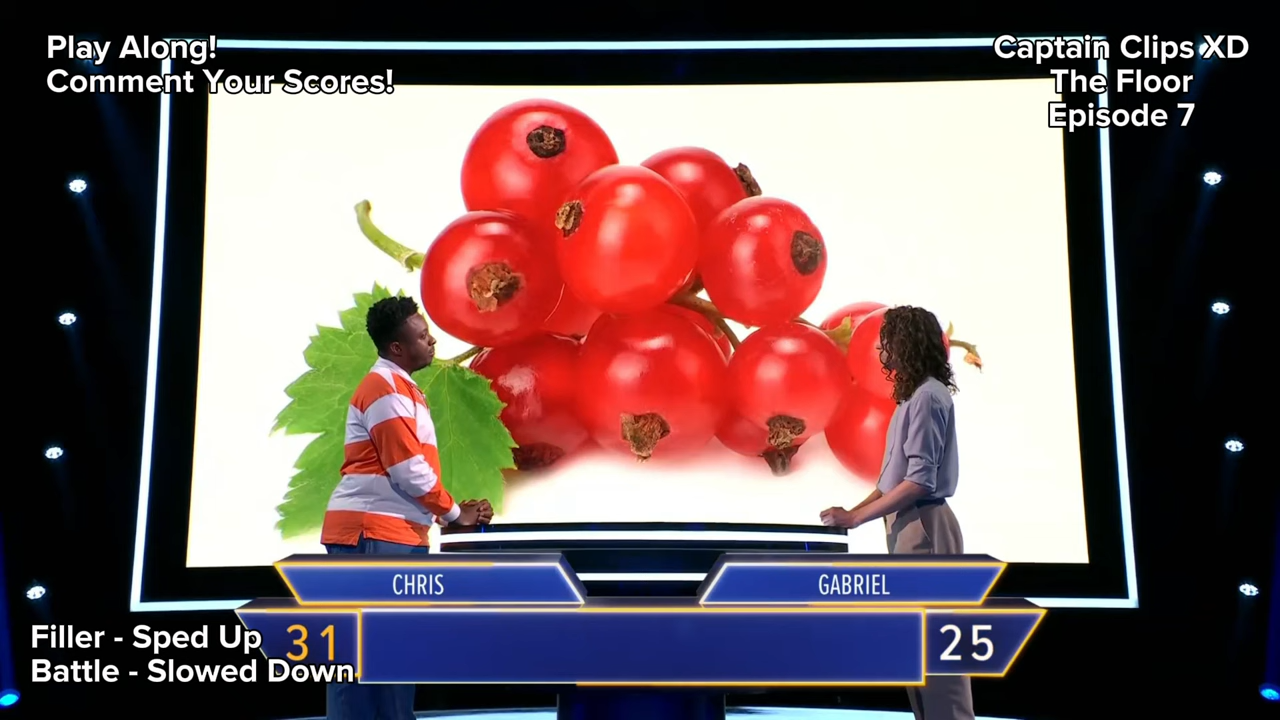 Play Along!
Comment Your Scores!
Captain Clips XD
The Floor
Episode 7
CHRIS
GABRIEL
31
25
Filler - Sped Up
Battle - Slowed Down